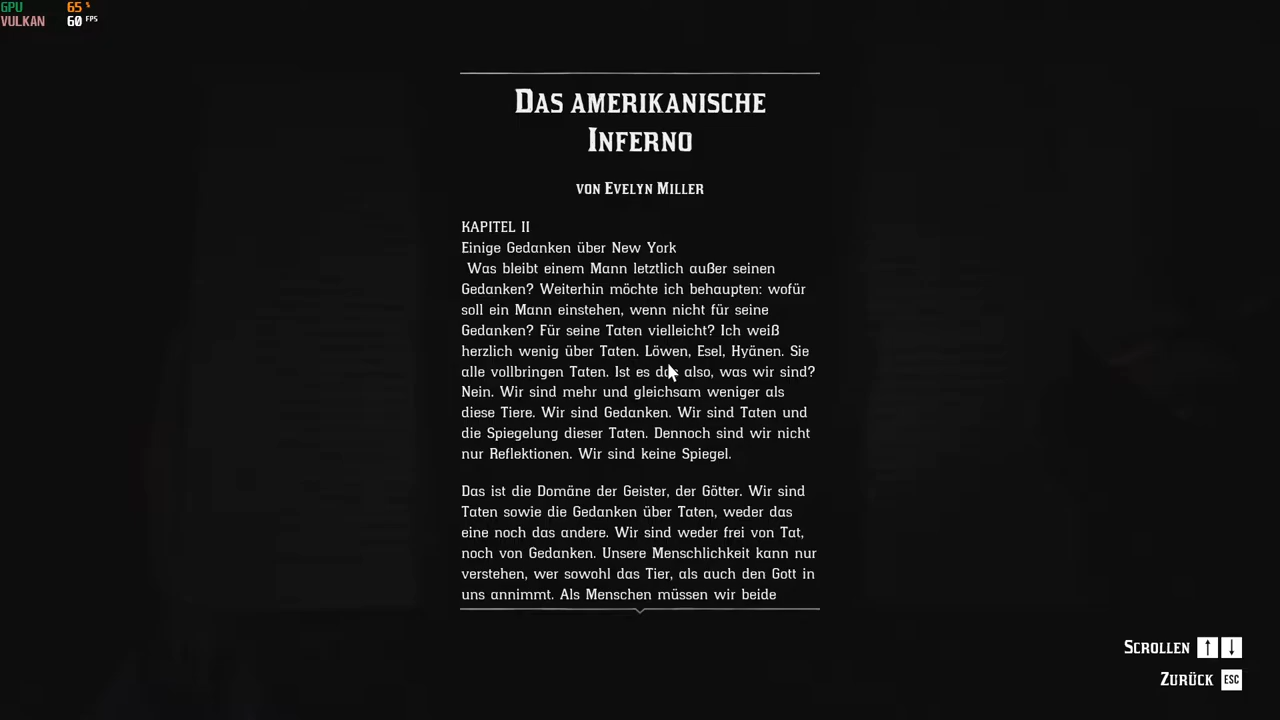 GPU 65 %
VULKAN 60 FPS
DAS AMERIKANISCHE
INFERNO
VON EVELYN MILLER
KAPITEL II
Einige Gedanken über New York
Was bleibt einem Mann letztlich außer seinen
Gedanken? Weiterhin möchte ich behaupten: wofür
soll ein Mann einstehen, wenn nicht für seine
Gedanken? Für seine Taten vielleicht? Ich weiß
herzlich wenig über Taten. Löwen, Esel, Hyänen. Sie
alle vollbringen Taten. Ist es das also, was wir sind?
Nein. Wir sind mehr und gleichsam weniger als
diese Tiere. Wir sind Gedanken. Wir sind Taten und
die Spiegelung dieser Taten. Dennoch sind wir nicht
nur Reflektionen. Wir sind keine Spiegel.
Das ist die Domäne der Geister, der Götter. Wir sind
Taten sowie die Gedanken über Taten, weder das
eine noch das andere. Wir sind weder frei von Tat,
noch von Gedanken. Unsere Menschlichkeit kann nur
verstehen, wer sowohl das Tier, als auch den Gott in
uns annimmt. Als Menschen müssen wir beide
SCROLLEN ↑ ↓
ZURÜCK ESC